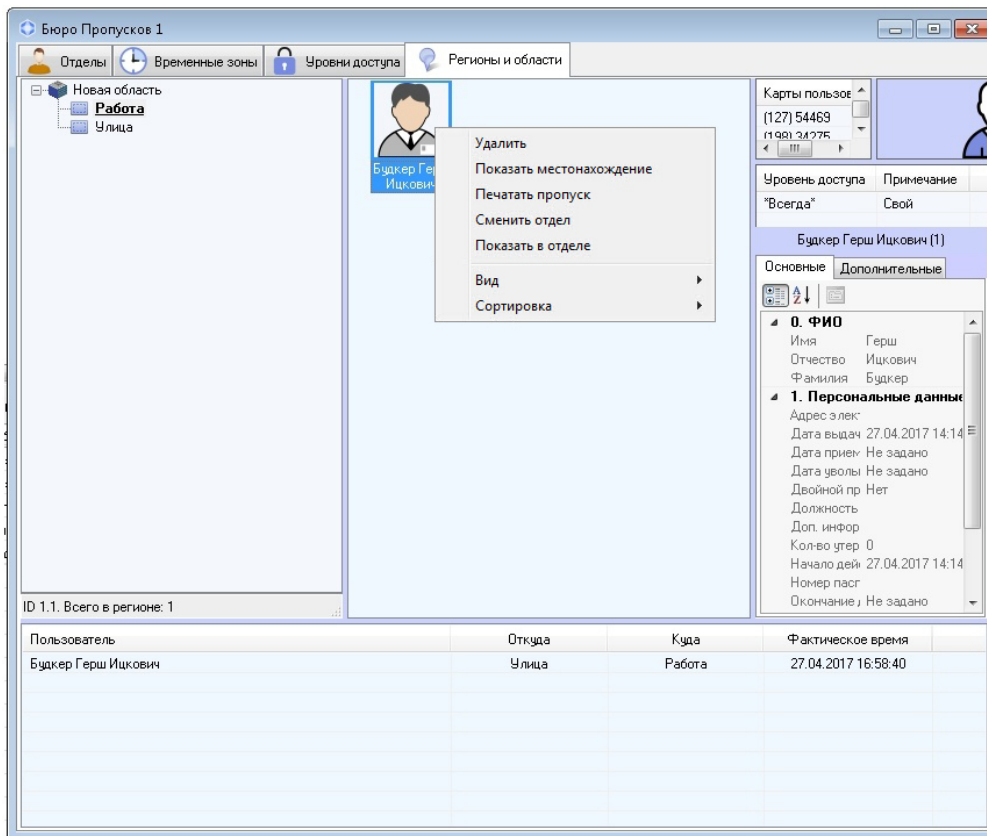 Бюро Пропусков 1
Отделы Временные зоны Уровни доступа Регионы и области
Новая область
Работа
Улица
Будкер Гер
Ицкович
Удалить
Показать местонахождение
Печатать пропуск
Сменить отдел
Показать в отделе
Вид
Сортировка
Карты пользов
(127) 54469
(198) 34275
Уровень доступа Примечание
*Всегда* Свой
Будкер Герш Ицкович (1)
Основные Дополнительные
0. ФИО
Имя Герш
Отчество Ицкович
Фамилия Будкер
1. Персональные данные
Адрес элек
Дата выдач 27.04.2017 14:14
Дата прием Не задано
Дата уволы Не задано
Двойной пр Нет
Должность
Доп. инфор
Кол-во утер 0
Начало дей 27.04.2017 14:14
Номер пасп
Окончание Не задано
ID 1.1. Всего в регионе: 1
Пользователь Откуда Куда Фактическое время
Будкер Герш Ицкович Улица Работа 27.04.2017 16:58:40